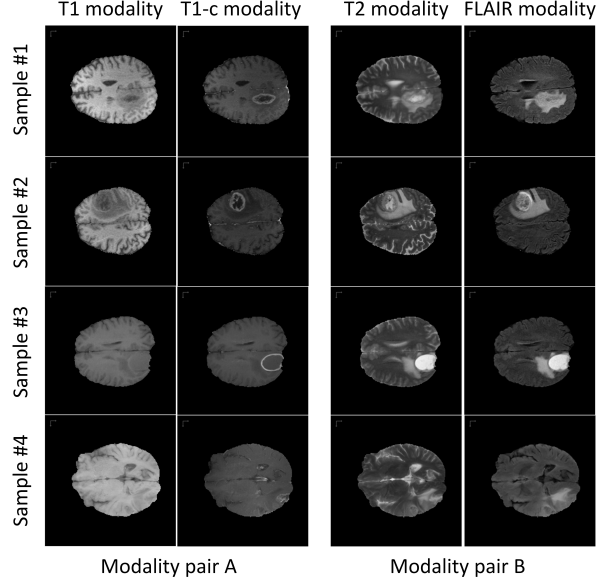 T1 modality T1-c modality T2 modality FLAIR modality
Sample #1
Sample #2
Sample #3
Sample #4
Modality pair A Modality pair B